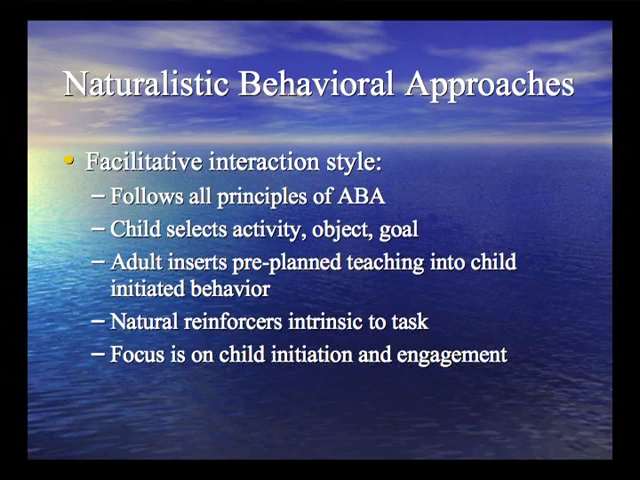 Naturalistic Behavioral Approaches
• Facilitative interaction style:
– Follows all principles of ABA
– Child selects activity, object, goal
– Adult inserts pre-planned teaching into child
initiated behavior
– Natural reinforcers intrinsic to task
– Focus is on child initiation and engagement